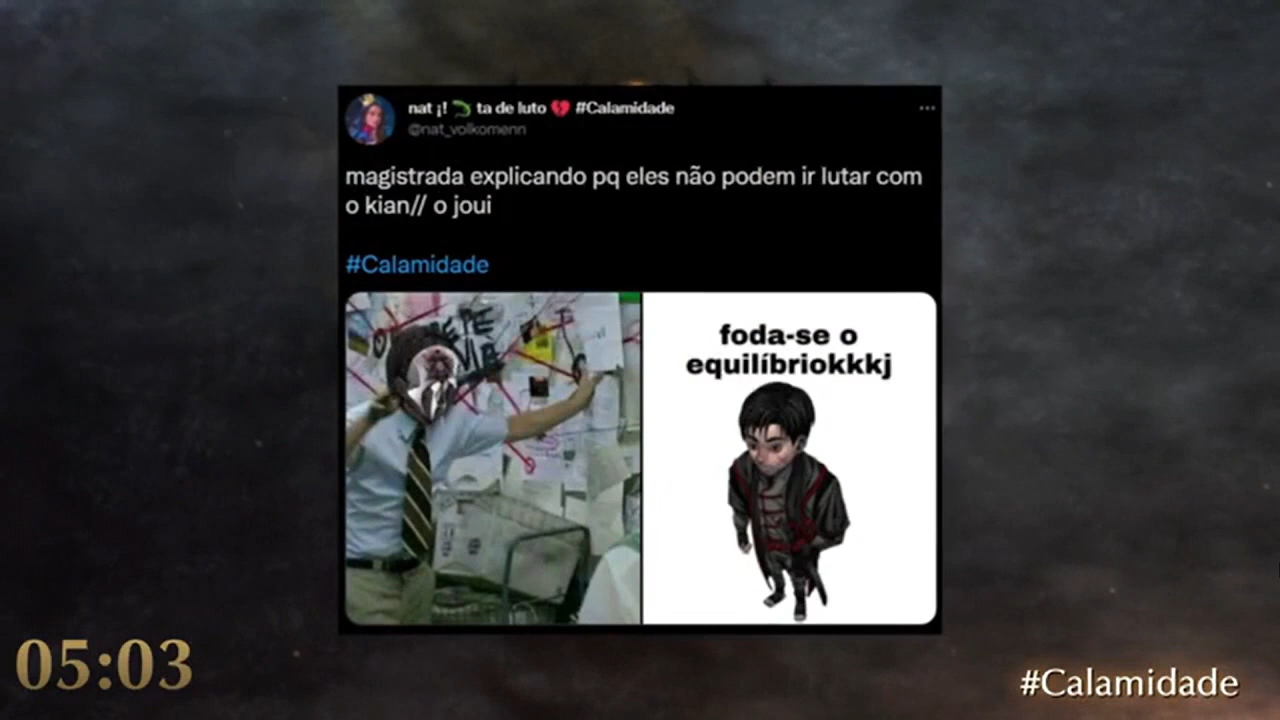 nat ¡! 🦎 ta de luto 💔 #Calamidade
@nat_volkomenn
magistrada explicando pq eles não podem ir lutar com
o kian// o joui
#Calamidade
foda-se o
equilíbriokkkj
05:03
#Calamidade